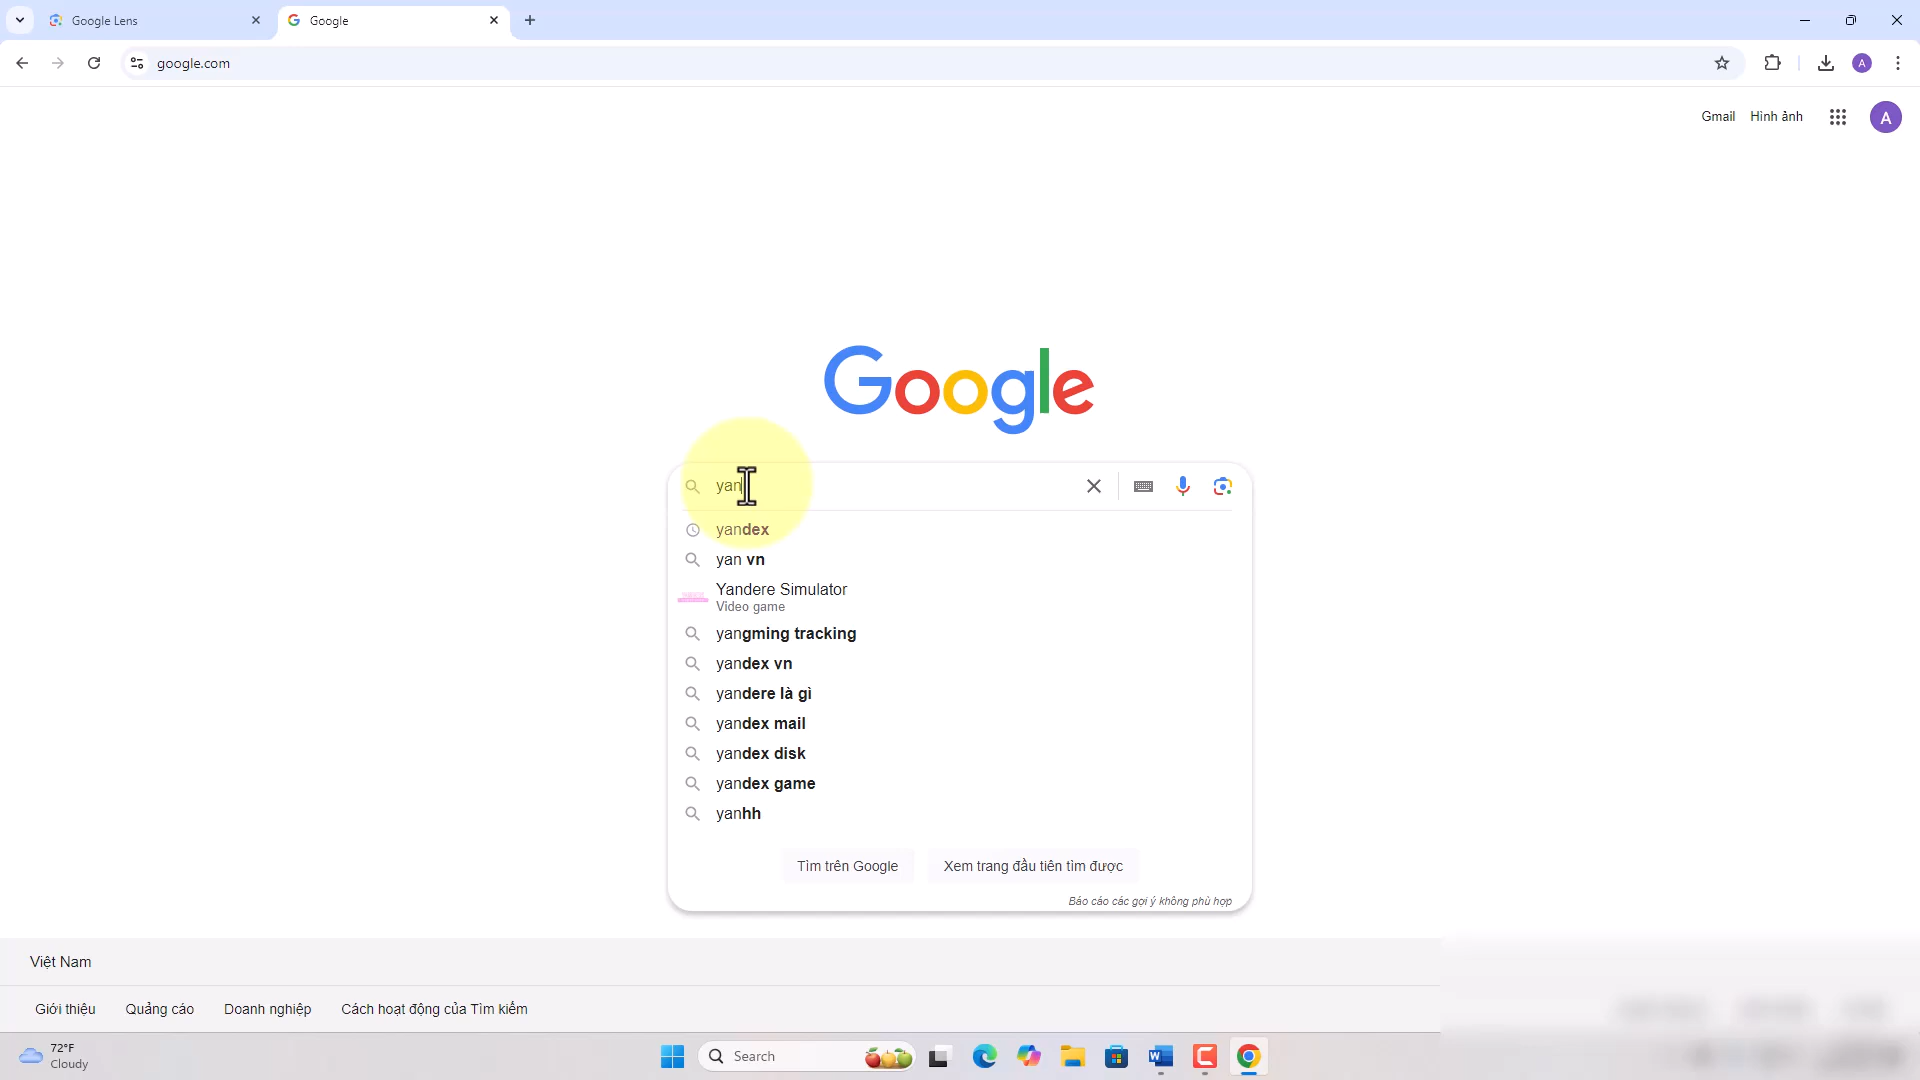 Google Lens
Google
google.com
A
Gmail Hình ảnh
A
Google
yan
yandex
yan vn
Yandere Simulator
Video game
yangming tracking
yandex vn
yandere là gì
yandex mail
yandex disk
yandex game
yanhh
Tìm trên Google Xem trang đầu tiên tìm được
Báo cáo các gợi ý không phù hợp
Việt Nam
Giới thiệu Quảng cáo Doanh nghiệp Cách hoạt động của Tìm kiếm
72°F
Cloudy
Search